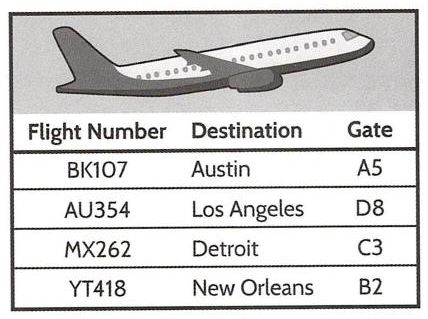 Flight Number Destination Gate
BK107 Austin A5
AU354 Los Angeles D8
MX262 Detroit C3
YT418 New Orleans B2